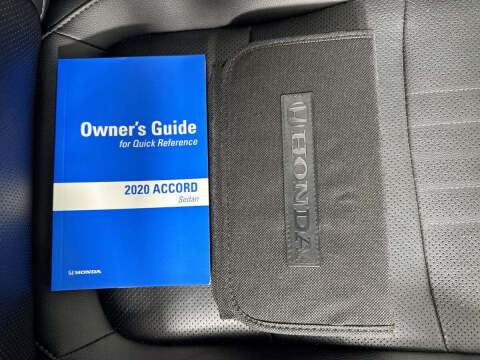 Owner's Guide
for Quick Reference
2020 ACCORD
Sedan
HONDA
HONDA